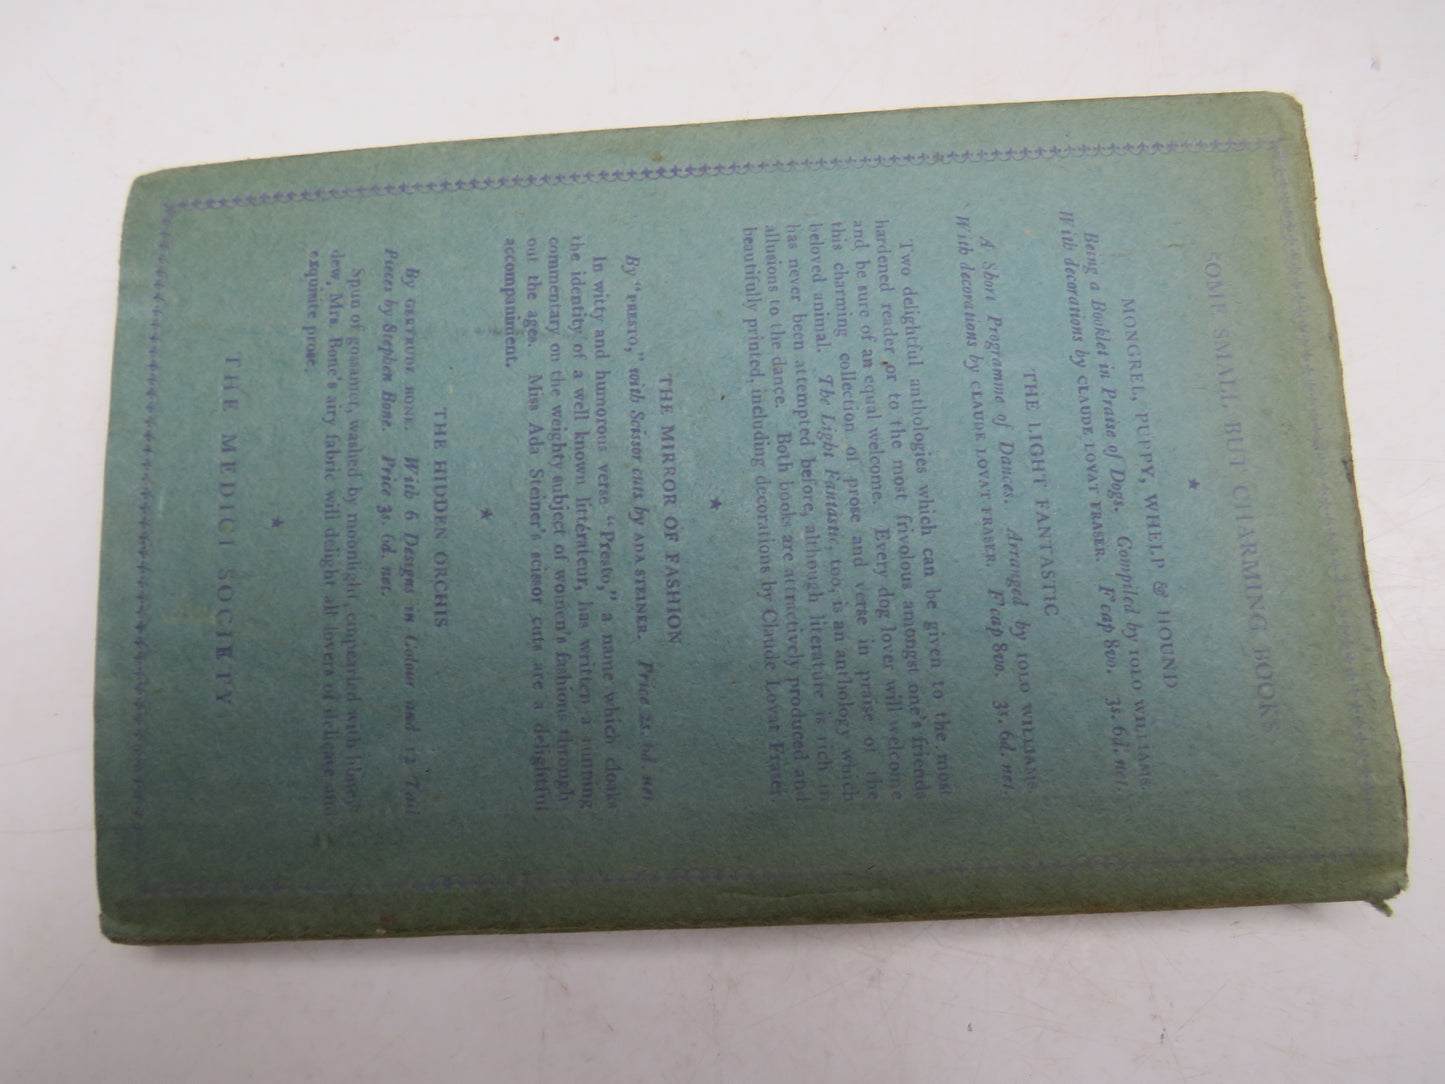 SOME SMALL BUT CHARMING BOOKS
MONGREL, PUPPY, WHELP & HOUND
Being a Booklet in Praise of Dogs. Compiled by IOLO WILLIAMS.
With decorations by CLAUDE LOVAT FRASER. F'cap 8vo. 3s. 6d. net.
THE LIGHT FANTASTIC
A Short Programme of Dances. Arranged by IOLO WILLIAMS.
With decorations by CLAUDE LOVAT FRASER. F'cap 8vo. 3s. 6d. net.
Two delightful anthologies which can be given to the most
hardened reader or to the most frivolous amongst one's friends
and be sure of an equal welcome. Every dog lover will welcome
this charming collection of prose and verse in praise of the
beloved animal. The Light Fantastic, too, is an anthology which
has never been attempted before, although literature is rich in
allusions to the dance. Both books are attractively produced and
beautifully printed, including decorations by Claude Lovat Fraser.
THE MIRROR OF FASHION
By "PRESTO," with Scissor cuts by ADA STEINER. Price 2s. 6d. net.
In witty and humorous verse "Presto," a name which cloaks
the identity of a well known littérateur, has written a running
commentary on the weighty subject of women's fashions through
out the ages. Miss Ada Steiner's scissor cuts are a delightful
accompaniment.
THE HIDDEN ORCHIS
By GERTRUDE BONE. With 6 Designs in Colour and 12 Tail
Pieces by Stephen Bone. Price 3s. 6d. net.
Spun of gossamer, washed by moonlight, empearled with
dew, Mrs. Bone's airy fabric will delight all lovers of delicate and
exquisite prose.
THE MEDICI SOCIETY